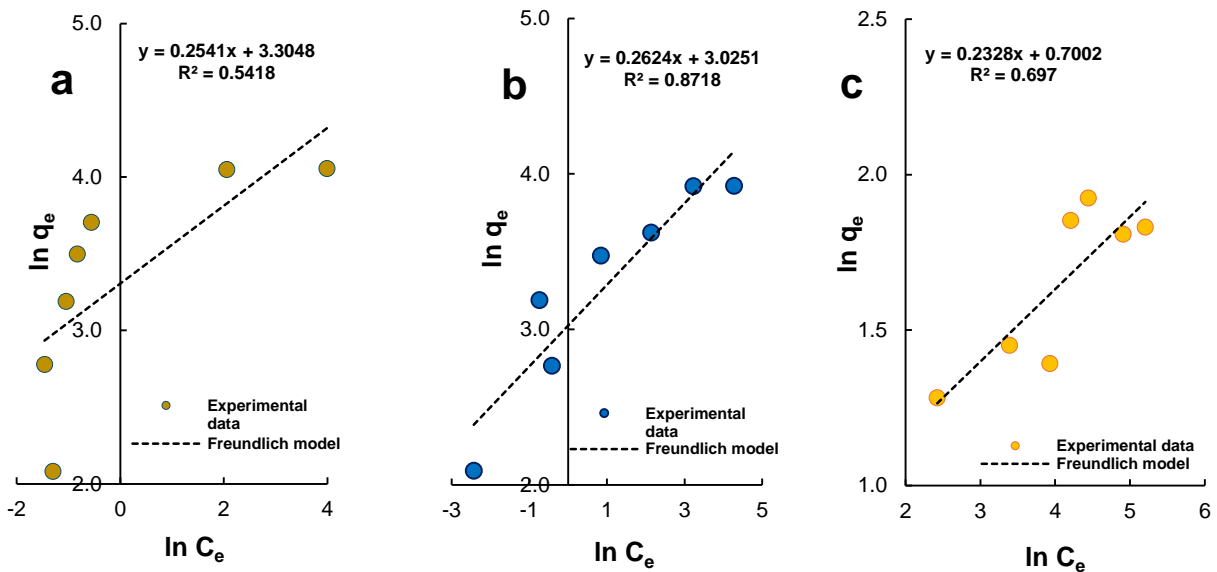 a
y = 0.2541x + 3.3048
R² = 0.5418
5.0
4.0
3.0
2.0
ln qₑ
-2
0
2
4
ln Cₑ
Experimental
data
Freundlich model
b
y = 0.2624x + 3.0251
R² = 0.8718
5.0
4.0
3.0
2.0
ln qₑ
-3
-1
1
3
5
ln Cₑ
Experimental
data
Freundlich model
c
y = 0.2328x + 0.7002
R² = 0.697
2.5
2.0
1.5
1.0
ln qₑ
2
3
4
5
6
ln Cₑ
Experimental data
Freundlich model